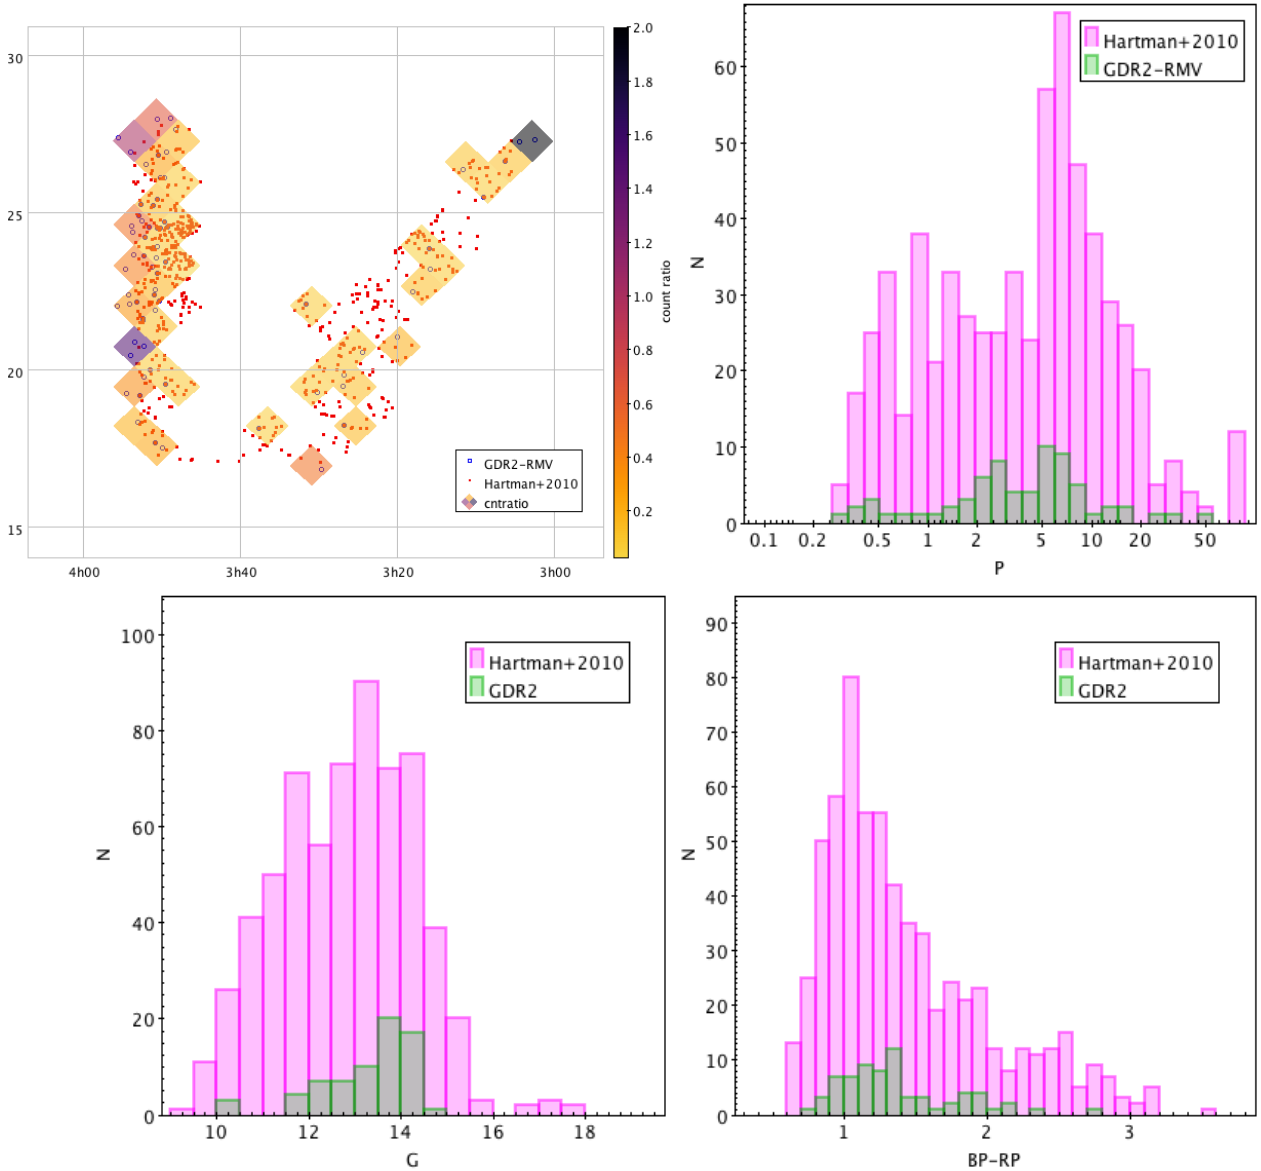 30
25
20
15
4h00
3h40
3h20
3h00
GDR2-RMV
Hartman+2010
cntratio
2.0
1.8
1.6
1.4
1.2
1.0
0.8
0.6
0.4
0.2
count ratio
Hartman+2010
GDR2-RMV
60
50
40
30
20
10
0
N
0.1
0.2
0.5
1
2
5
10
20
50
P
Hartman+2010
GDR2
100
80
60
40
20
0
N
10
12
14
16
18
G
Hartman+2010
GDR2
90
80
70
60
50
40
30
20
10
0
N
1
2
3
BP-RP